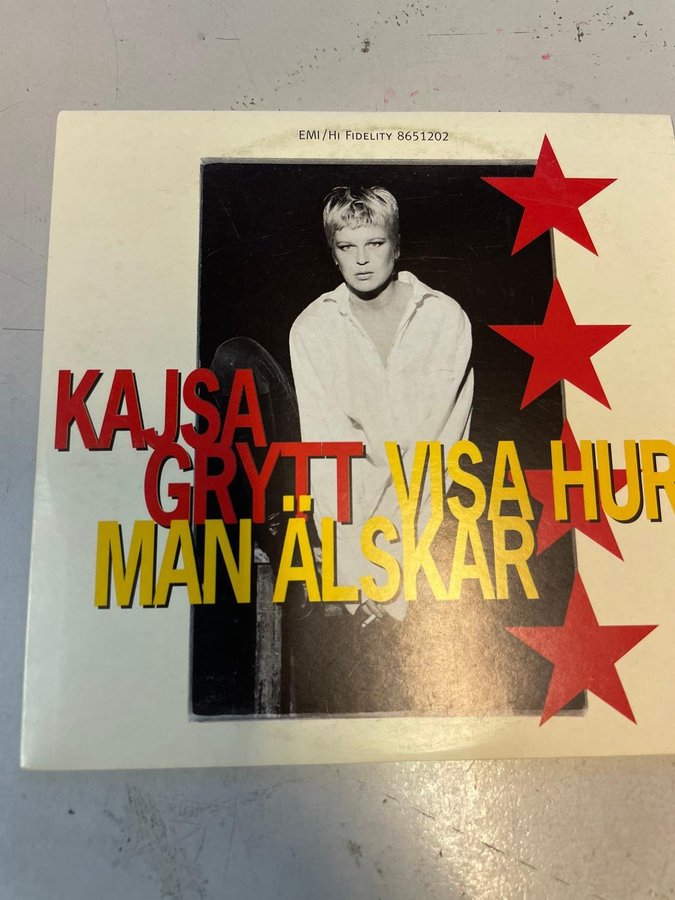 EMI/HI FIDELITY 8651202
KAJSA
GRYTT VISA HUR
MAN ÄLSKAR